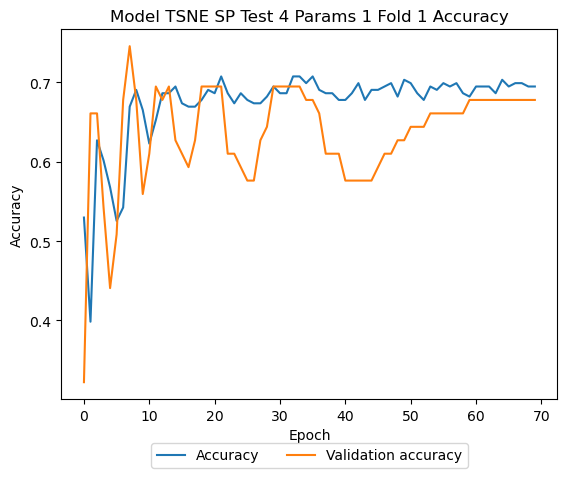 Model TSNE SP Test 4 Params 1 Fold 1 Accuracy
0.7
0.6
0.5
0.4
Accuracy
0 10 20 30 40 50 60 70
Epoch
Accuracy Validation accuracy